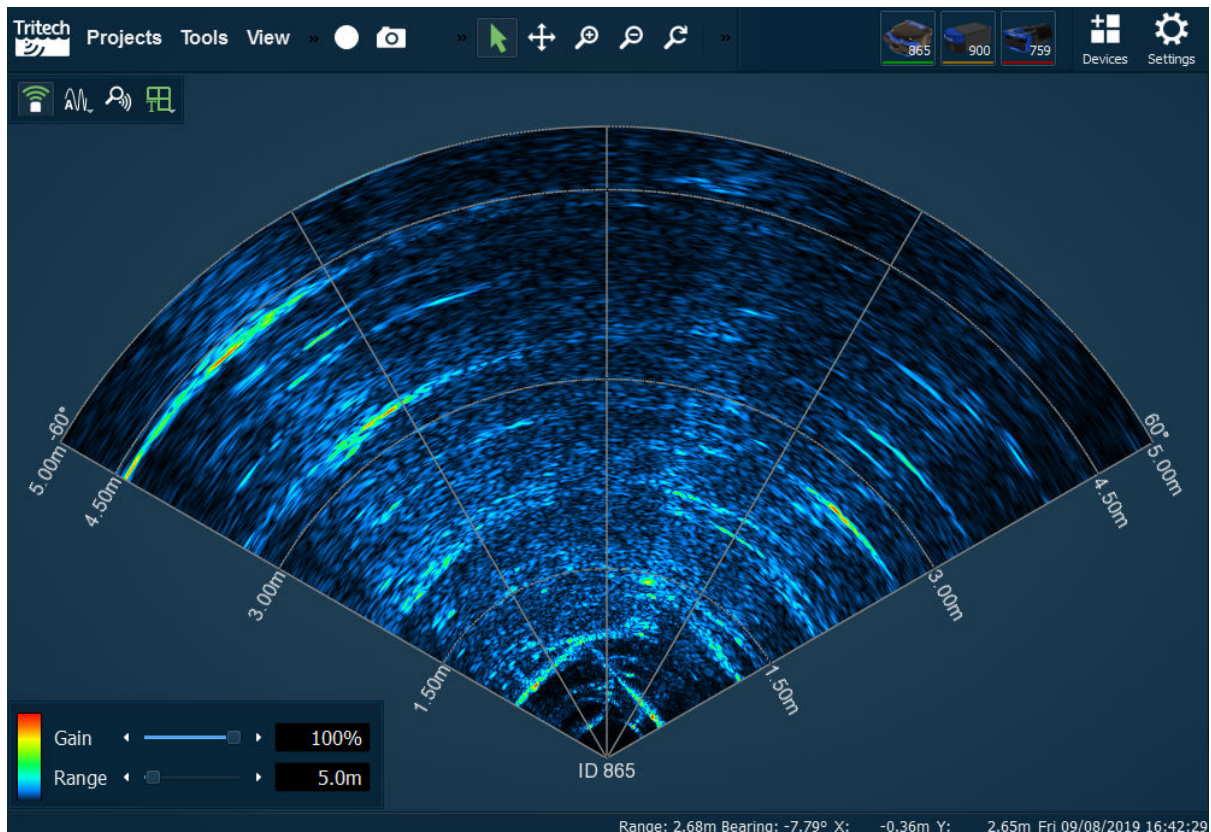 Tritech Projects Tools View » » » 865 900 759
Devices Settings
-60°
60°
5.00m
5.00m
4.50m
4.50m
3.00m
3.00m
1.50m
1.50m
ID 865
Gain 100%
Range 5.0m
Range: 2.68m Bearing: -7.79° X: -0.36m Y: 2.65m Fri 09/08/2019 16:42:29